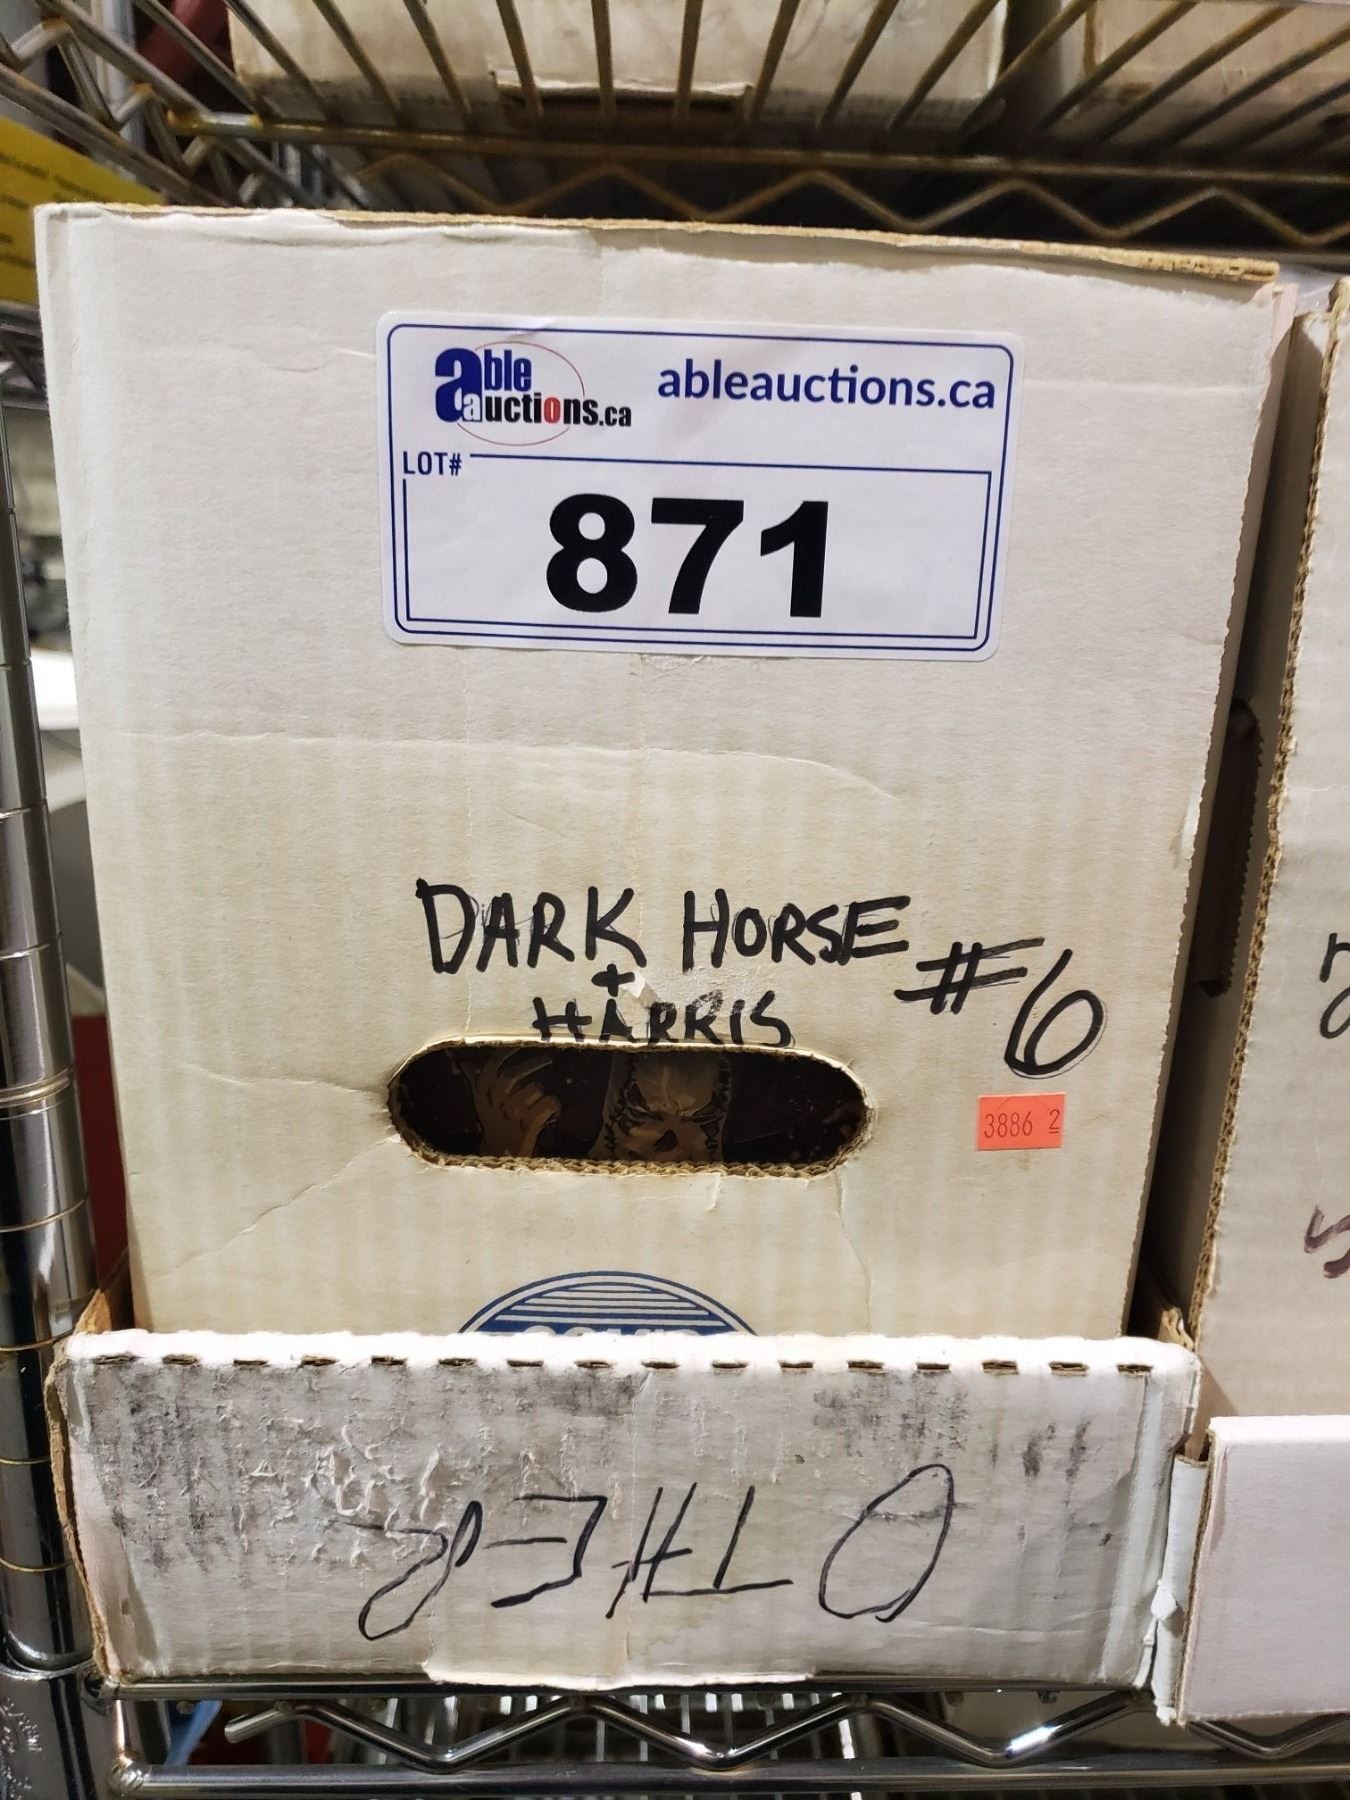 able auctions.ca
ableauctions.ca
LOT#
871
DARK HORSE
+
HARRIS
#6
3886 2
OTHER